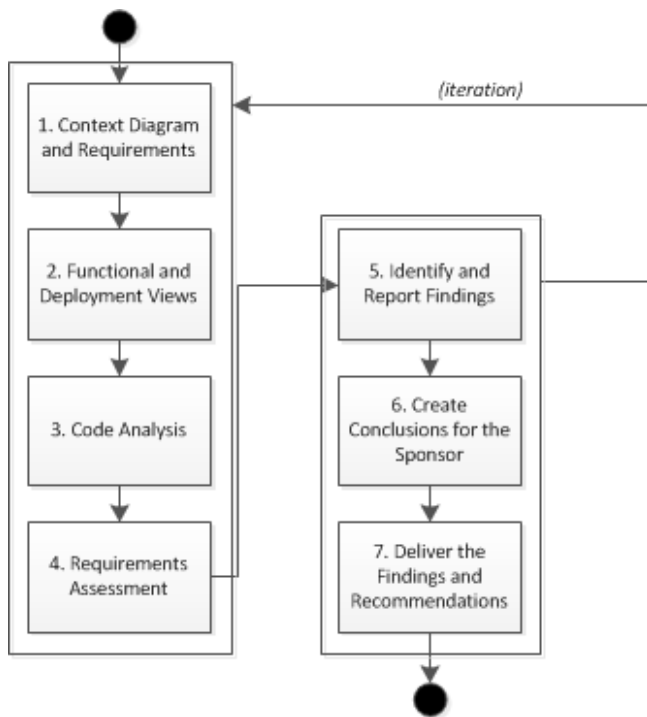 (iteration)
1. Context Diagram
and Requirements
2. Functional and
Deployment Views
3. Code Analysis
4. Requirements
Assessment
5. Identify and
Report Findings
6. Create
Conclusions for the
Sponsor
7. Deliver the
Findings and
Recommendations